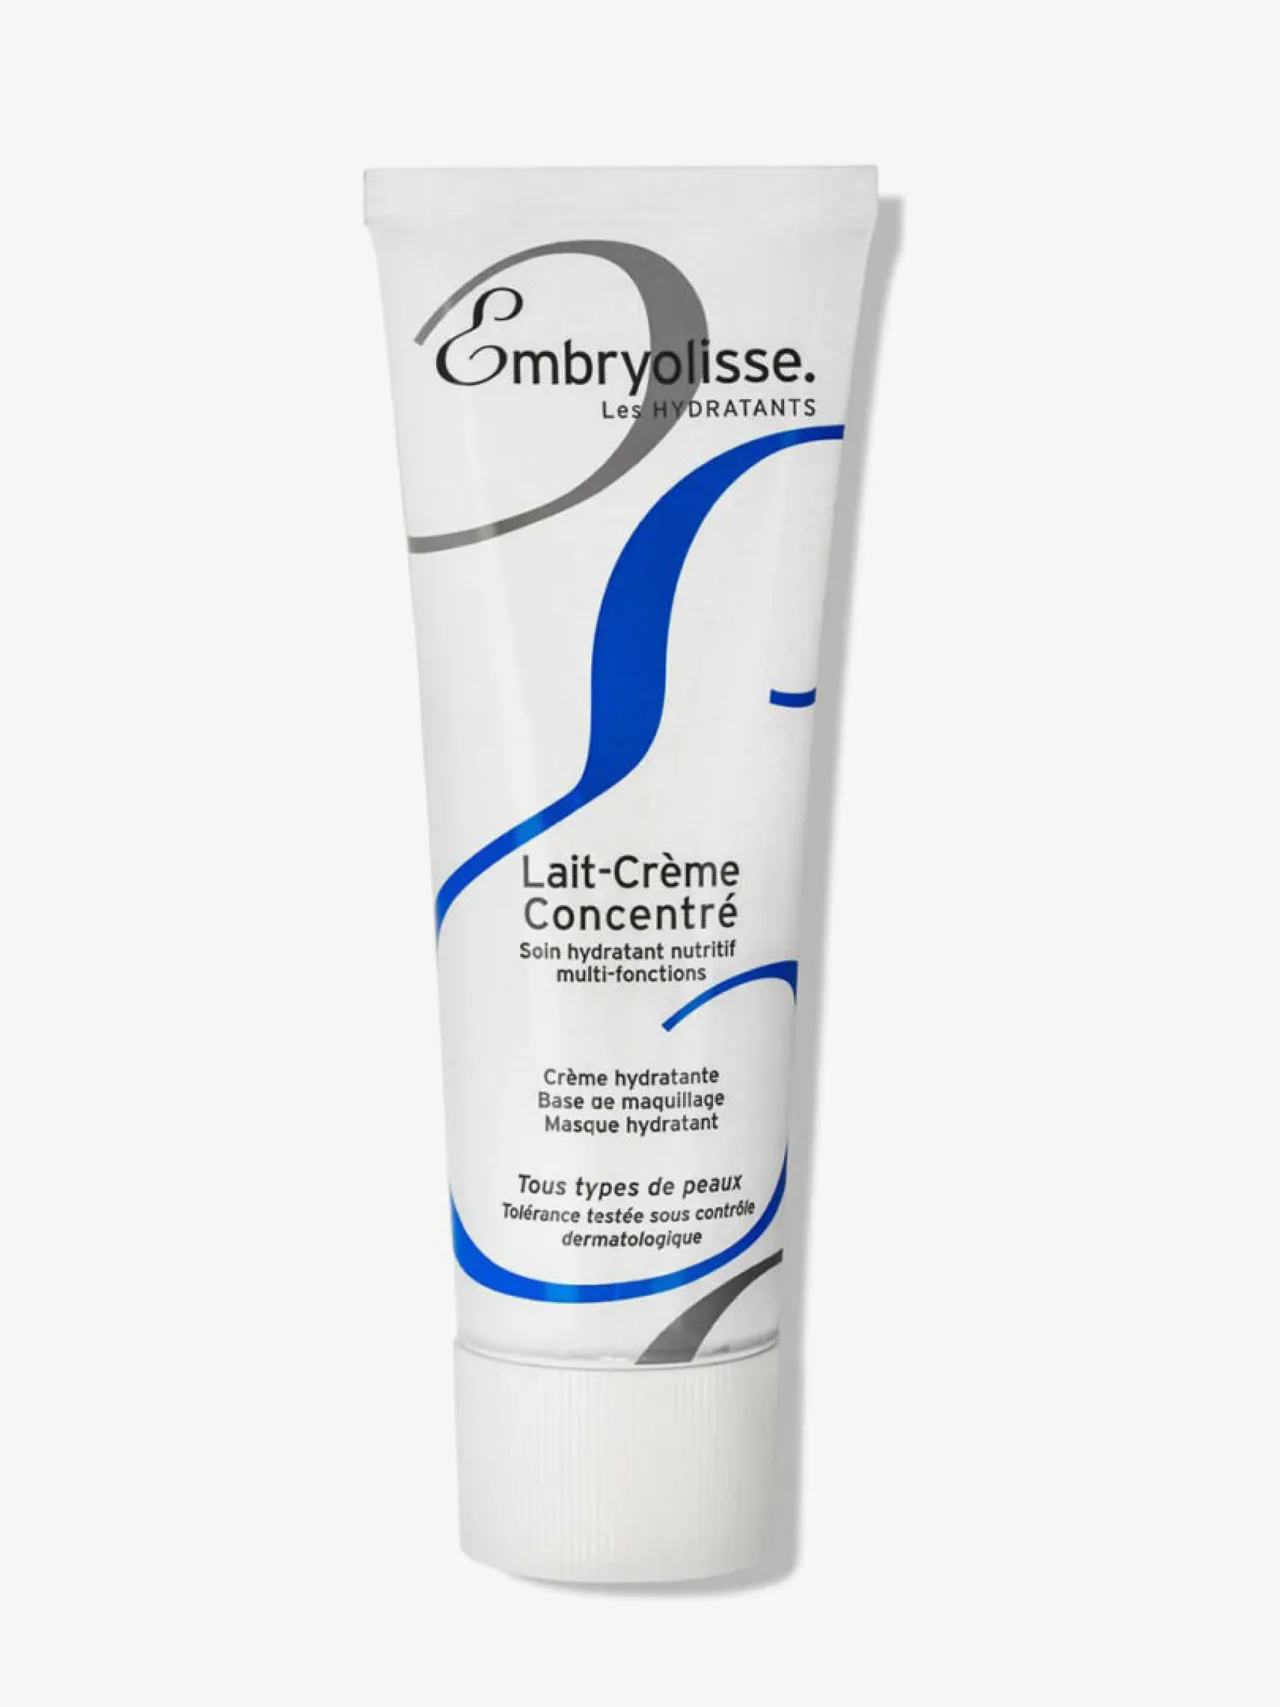 Embryolisse.
Les HYDRATANTS
Lait-Crème
Concentré
Soin hydratant nutritif
multi-fonctions
Crème hydratante
Base de maquillage
Masque hydratant
Tous types de peaux
Tolérance testée sous contrôle
dermatologique